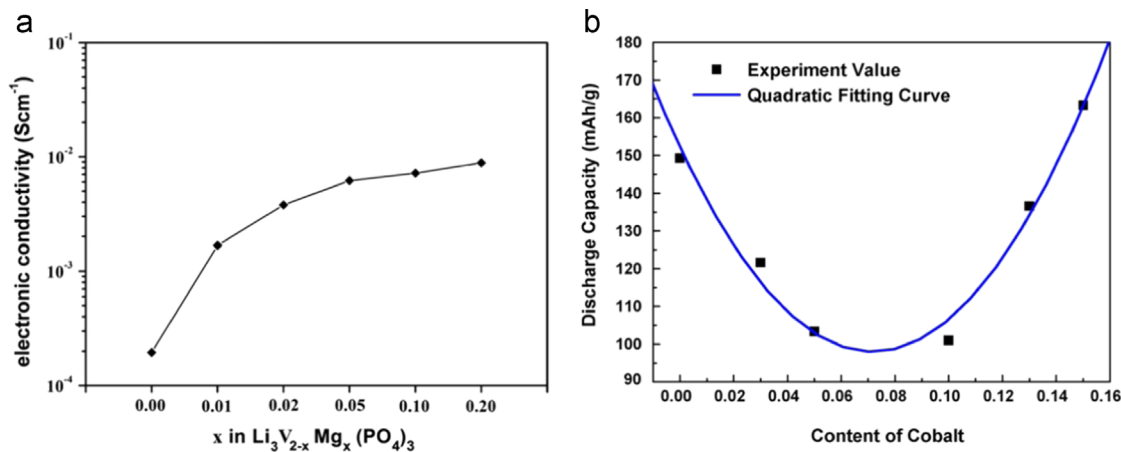 a
electronic conductivity (Scm⁻¹)
10⁻¹
10⁻²
10⁻³
10⁻⁴
0.00 0.01 0.02 0.05 0.10 0.20
x in Li₃V₂₋ₓ Mgₓ (PO₄)₃
b
Discharge Capacity (mAh/g)
180
170
160
150
140
130
120
110
100
90
Experiment Value
Quadratic Fitting Curve
0.00 0.02 0.04 0.06 0.08 0.10 0.12 0.14 0.16
Content of Cobalt